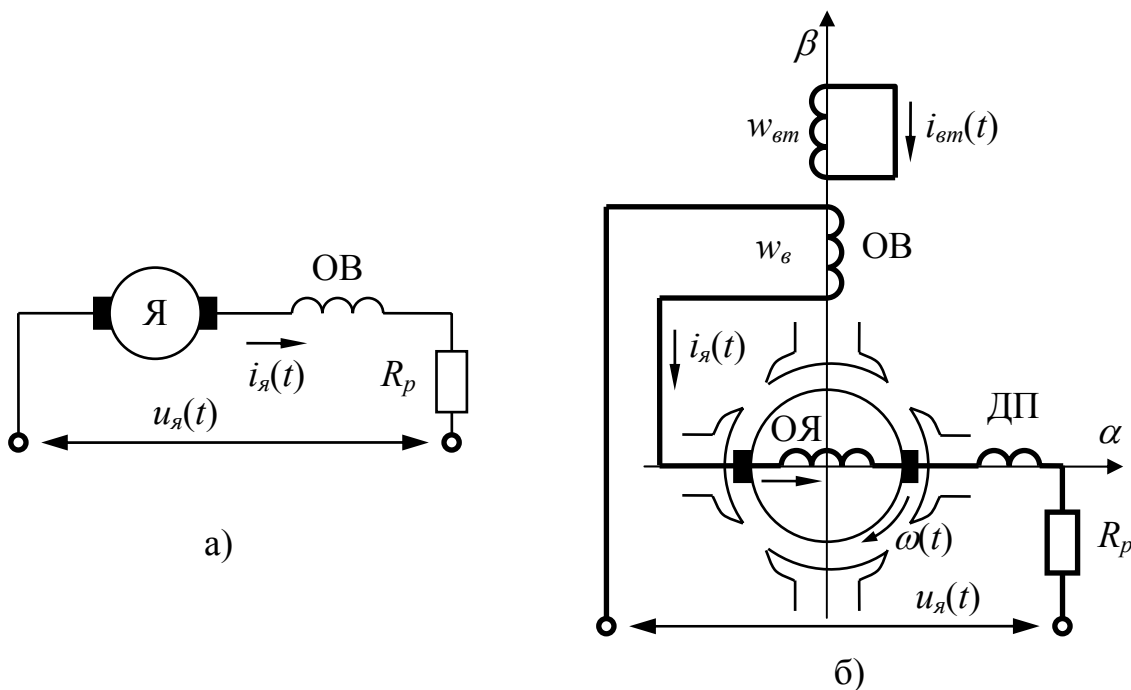 ОВ
Я
i_я(t)
R_р
u_я(t)
а)
β
w_вт
i_вт(t)
w_в
ОВ
i_я(t)
ОЯ
ДП
α
ω(t)
R_р
u_я(t)
б)